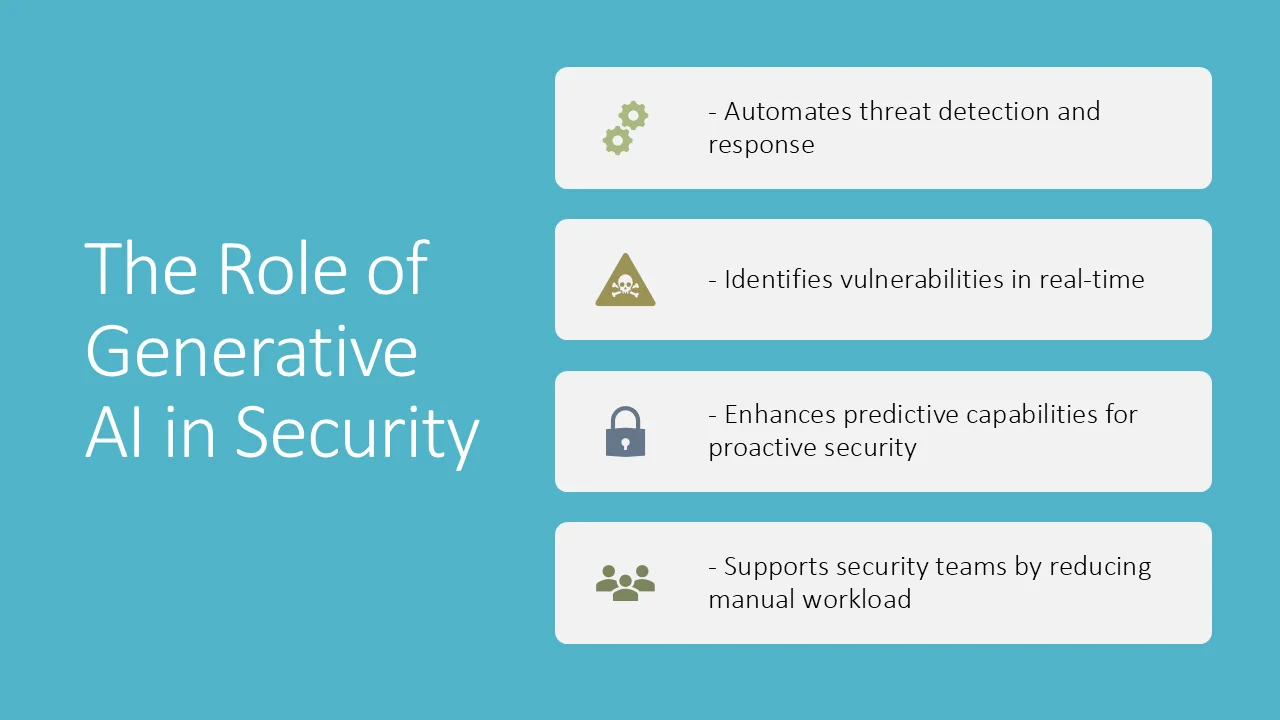 The Role of
Generative
AI in Security
- Automates threat detection and
response
- Identifies vulnerabilities in real-time
- Enhances predictive capabilities for
proactive security
- Supports security teams by reducing
manual workload